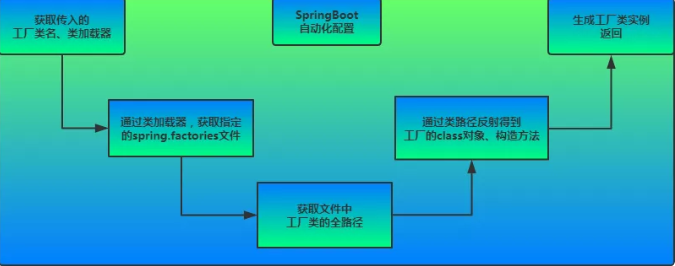 获取传入的
工厂类名、类加载器
SpringBoot
自动化配置
生成工厂类实例
返回
通过类加载器，获取指定
的spring.factories文件
通过类路径反射得到
工厂的class对象、构造方法
获取文件中
工厂类的全路径